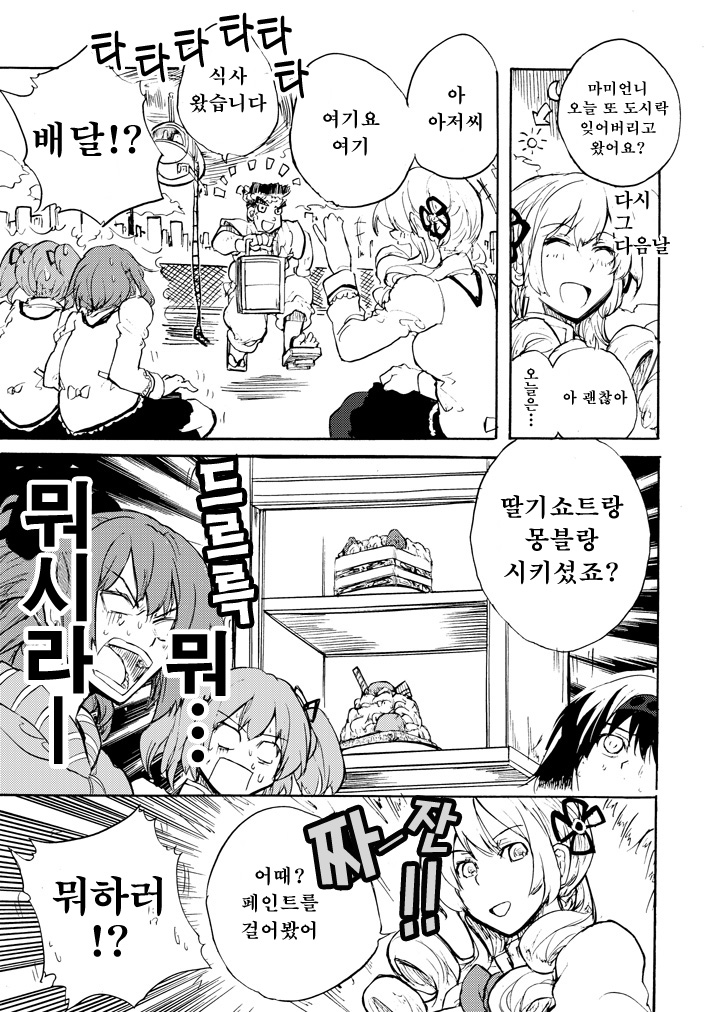 마미언니
오늘 또 도시락
잊어버리고
왔어요?
다시
그
다음날
아 괜찮아
오늘은…
아
아저씨
여기요
여기
타타타타타타
식사
왔습니다
배달!?
딸기쇼트랑
몽블랑
시키셨죠?
드르륵
뭐…
뭐시라ー
짜ー잔!!
어때?
페인트를
걸어봤어
뭐하러
!?